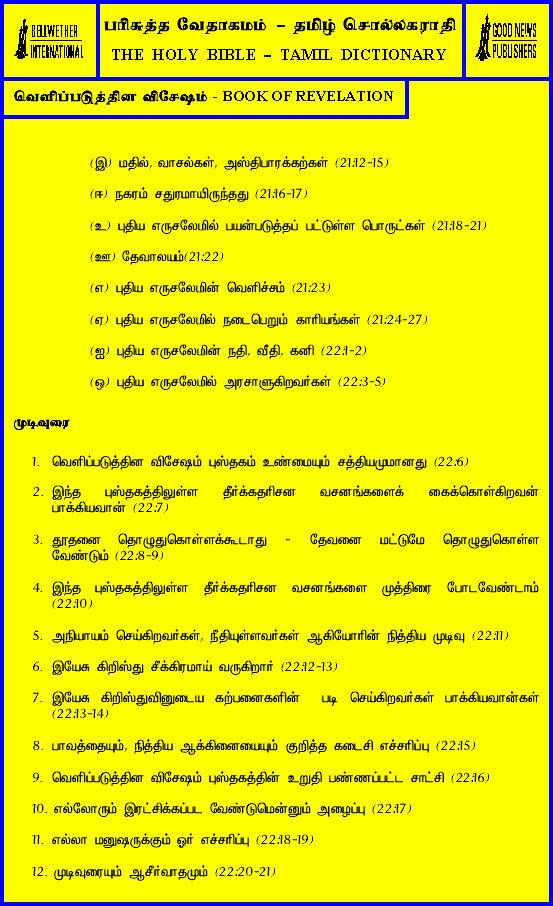 BELLWETHER
INTERNATIONAL
பரிசுத்த வேதாகமம் – தமிழ் சொல்லகராதி
THE HOLY BIBLE – TAMIL DICTIONARY
GOOD NEWS
PUBLISHERS
வெளிப்படுத்தின விசேஷம் - BOOK OF REVELATION
(இ) மதில், வாசல்கள், அஸ்திபாரக்கற்கள் (21:12-15)
(ஈ) நகரம் சதுரமாயிருந்தது (21:16-17)
(உ) புதிய எருசலேமில் பயன்படுத்தப் பட்டுள்ள பொருட்கள் (21:18-21)
(ஊ) தேவாலயம்(21:22)
(எ) புதிய எருசலேமின் வெளிச்சம் (21:23)
(ஏ) புதிய எருசலேமில் நடைபெறும் காரியங்கள் (21:24-27)
(ஐ) புதிய எருசலேமின் நதி, வீதி, கனி (22:1-2)
(ஒ) புதிய எருசலேமில் அரசாளுகிறவர்கள் (22:3-5)
முடிவுரை
1. வெளிப்படுத்தின விசேஷம் புஸ்தகம் உண்மையும் சத்தியமுமானது (22:6)
2. இந்த புஸ்தகத்திலுள்ள தீர்க்கதரிசன வசனங்களைக் கைக்கொள்கிறவன்
பாக்கியவான் (22:7)
3. தூதனை தொழுதுகொள்ளக்கூடாது - தேவனை மட்டுமே தொழுதுகொள்ள
வேண்டும் (22:8-9)
4. இந்த புஸ்தகத்திலுள்ள தீர்க்கதரிசன வசனங்களை முத்திரை போடவேண்டாம்
(22:10)
5. அநியாயம் செய்கிறவர்கள், நீதியுள்ளவர்கள் ஆகியோரின் நித்திய முடிவு (22:11)
6. இயேசு கிறிஸ்து சீக்கிரமாய் வருகிறார் (22:12-13)
7. இயேசு கிறிஸ்துவினுடைய கற்பனைகளின் படி செய்கிறவர்கள் பாக்கியவான்கள்
(22:13-14)
8. பாவத்தையும், நித்திய ஆக்கினையையும் குறித்த கடைசி எச்சரிப்பு (22:15)
9. வெளிப்படுத்தின விசேஷம் புஸ்தகத்தின் உறுதி பண்ணப்பட்ட சாட்சி (22:16)
10. எல்லோரும் இரட்சிக்கப்பட வேண்டுமென்னும் அழைப்பு (22:17)
11. எல்லா மனுஷருக்கும் ஓர் எச்சரிப்பு (22:18-19)
12. முடிவுரையும் ஆசீர்வாதமும் (22:20-21)